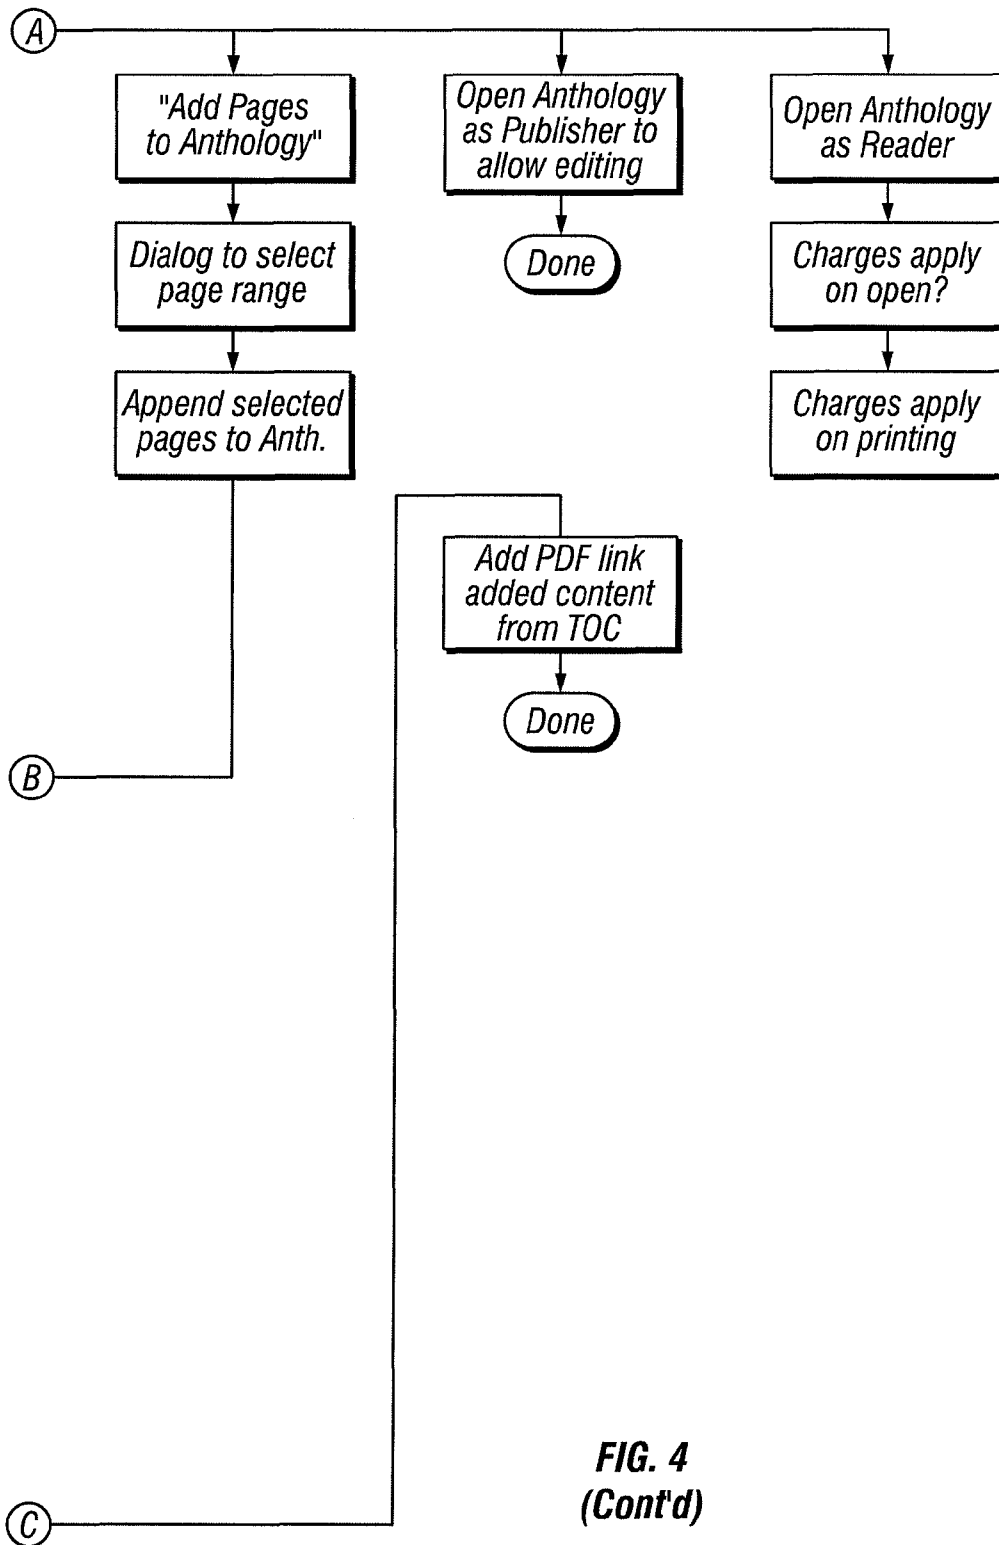 A
"Add Pages
to Anthology"
Open Anthology
as Publisher to
allow editing
Open Anthology
as Reader
Dialog to select
page range
Done
Charges apply
on open?
Append selected
pages to Anth.
Charges apply
on printing
Add PDF link
added content
from TOC
Done
B
C
FIG. 4
(Cont'd)